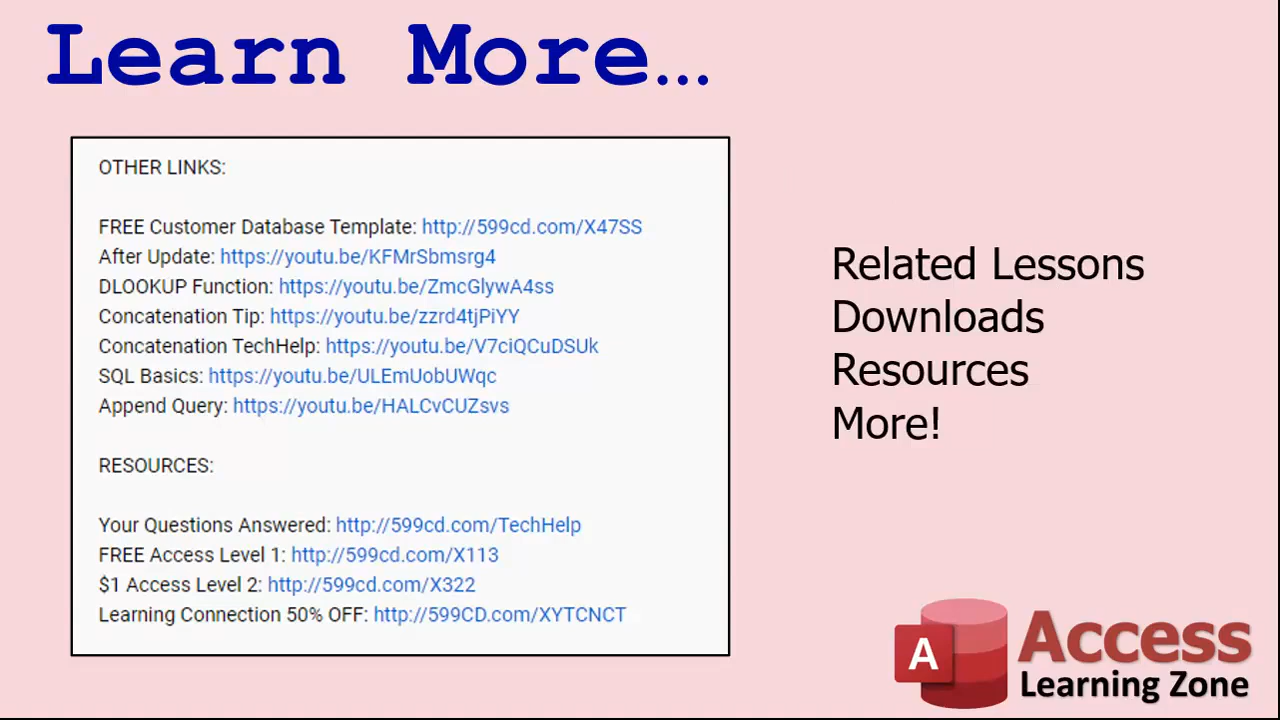 Learn More...
OTHER LINKS:
FREE Customer Database Template: http://599cd.com/X47SS
After Update: https://youtu.be/KFMrSbmsrg4
DLOOKUP Function: https://youtu.be/ZmcGlywA4ss
Concatenation Tip: https://youtu.be/zzrd4tjPiYY
Concatenation TechHelp: https://youtu.be/V7ciQCuDSUk
SQL Basics: https://youtu.be/ULEmUobUWqc
Append Query: https://youtu.be/HALCvCUZsvs
RESOURCES:
Your Questions Answered: http://599cd.com/TechHelp
FREE Access Level 1: http://599cd.com/X113
$1 Access Level 2: http://599cd.com/X322
Learning Connection 50% OFF: http://599CD.com/XYTCNCT
Related Lessons
Downloads
Resources
More!
A
Access
Learning Zone